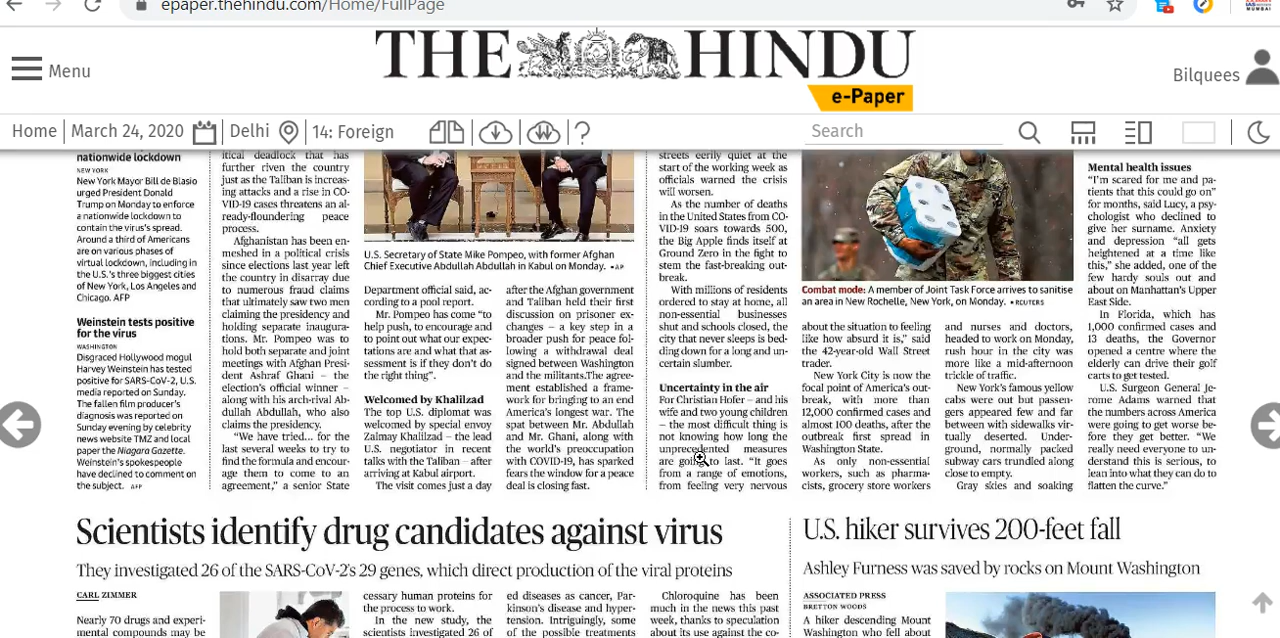 epaper.thehindu.com/Home/FullPage
Menu
THE HINDU
e-Paper
Bilquees
Home
March 24, 2020
Delhi
14: Foreign
?
Search
nationwide lockdown
NEW YORK
New York Mayor Bill de Blasio
urged President Donald
Trump on Monday to enforce
a nationwide lockdown to
contain the virus's spread.
Around a third of Americans
are on various phases of
virtual lockdown, including in
the U.S.'s three biggest cities
of New York, Los Angeles and
Chicago. AFP
Weinstein tests positive
for the virus
WASHINGTON
Disgraced Hollywood mogul
Harvey Weinstein has tested
positive for SARS-CoV-2, U.S.
media reported on Sunday.
The fallen film producer's
diagnosis was reported on
Sunday evening by celebrity
news website TMZ and local
paper the Niagara Gazette.
Weinstein's spokespeople
have declined to comment on
the subject. AFP
itical deadlock that has
further riven the country
just as the Taliban is increas-
ing attacks and a rise in CO-
VID-19 cases threatens an al-
ready-floundering peace
process.
Afghanistan has been en-
meshed in a political crisis
since elections last year left
the country in disarray due
to numerous fraud claims
that ultimately saw two men
claiming the presidency and
holding separate inaugura-
tions. Mr. Pompeo was to
hold both separate and joint
meetings with Afghan Presi-
dent Ashraf Ghani – the
election's official winner –
along with his arch-rival Ab-
dullah Abdullah, who also
claims the presidency.
"We have tried... for the
last several weeks to try to
find the formula and encour-
age them to come to an
agreement," a senior State
U.S. Secretary of State Mike Pompeo, with former Afghan
Chief Executive Abdullah Abdullah in Kabul on Monday. • AP
Department official said, ac-
cording to a pool report.
Mr. Pompeo has come "to
help push, to encourage and
to point out what our expec-
tations are and what that as-
sessment is if they don't do
the right thing".
Welcomed by Khalilzad
The top U.S. diplomat was
welcomed by special envoy
Zalmay Khalilzad – the lead
U.S. negotiator in recent
talks with the Taliban – after
arriving at Kabul airport.
The visit comes just a day
after the Afghan government
and Taliban held their first
discussion on prisoner ex-
changes – a key step in a
broader push for peace fol-
lowing a withdrawal deal
signed between Washington
and the militants.The agree-
ment established a frame-
work for bringing to an end
America's longest war. The
spat between Mr. Abdullah
and Mr. Ghani, along with
the world's preoccupation
with COVID-19, has sparked
fears the window for a peace
deal is closing fast.
streets eerily quiet at the
start of the working week as
officials warned the crisis
will worsen.
As the number of deaths
in the United States from CO-
VID-19 soars towards 500,
the Big Apple finds itself at
Ground Zero in the fight to
stem the fast-breaking out-
break.
With millions of residents
ordered to stay at home, all
non-essential businesses
shut and schools closed, the
city that never sleeps is bed-
ding down for a long and un-
certain slumber.
Uncertainty in the air
For Christian Hofer – and his
wife and two young children
– the most difficult thing is
not knowing how long the
unprecedented measures
are to last. "It goes
from a range of emotions,
from feeling very nervous
Combat mode: A member of Joint Task Force arrives to sanitise
an area in New Rochelle, New York, on Monday. • REUTERS
about the situation to feeling
like how absurd it is," said
the 42-year-old Wall Street
trader.
New York City is now the
focal point of America's out-
break, with more than
12,000 confirmed cases and
almost 100 deaths, after the
outbreak first spread in
Washington State.
As only non-essential
workers, such as pharma-
cists, grocery store workers
and nurses and doctors,
headed to work on Monday,
rush hour in the city was
more like a mid-afternoon
trickle of traffic.
New York's famous yellow
cabs were out but passen-
gers appeared few and far
between with sidewalks vir-
tually deserted. Under-
ground, normally packed
subway cars trundled along
close to empty.
Gray skies and soaking
Mental health issues
"I'm scared for me and pa-
tients that this could go on"
for months, said Lucy, a psy-
chologist who declined to
give her surname. Anxiety
and depression "all gets
heightened at a time like
this," she added, one of the
few hardy souls out and
about on Manhattan's Upper
East Side.
In Florida, which has
1,000 confirmed cases and
13 deaths, the Governor
opened a centre where the
elderly can drive their golf
carts to get tested.
U.S. Surgeon General Je-
rome Adams warned that
the numbers across America
were going to get worse be-
fore they get better. "We
really need everyone to un-
derstand this is serious, to
lean into what they can do to
flatten the curve."
Scientists identify drug candidates against virus
They investigated 26 of the SARS-CoV-2's 29 genes, which direct production of the viral proteins
CARL ZIMMER
Nearly 70 drugs and experi-
mental compounds may be
cessary human proteins for
the process to work.
In the new study, the
scientists investigated 26 of
ed diseases as cancer, Par-
kinson's disease and hyper-
tension. Intriguingly, some
of the possible treatments
Chloroquine has been
much in the news this past
week, thanks to speculation
about its use against the co-
U.S. hiker survives 200-feet fall
Ashley Furness was saved by rocks on Mount Washington
ASSOCIATED PRESS
BRETTON WOODS
A hiker descending Mount
Washington who fell about